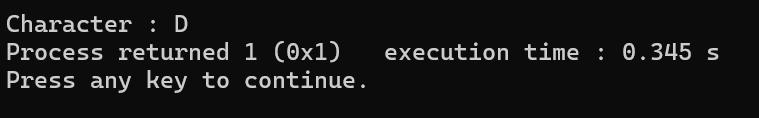 Character : D
Process returned 1 (0x1)   execution time : 0.345 s
Press any key to continue.